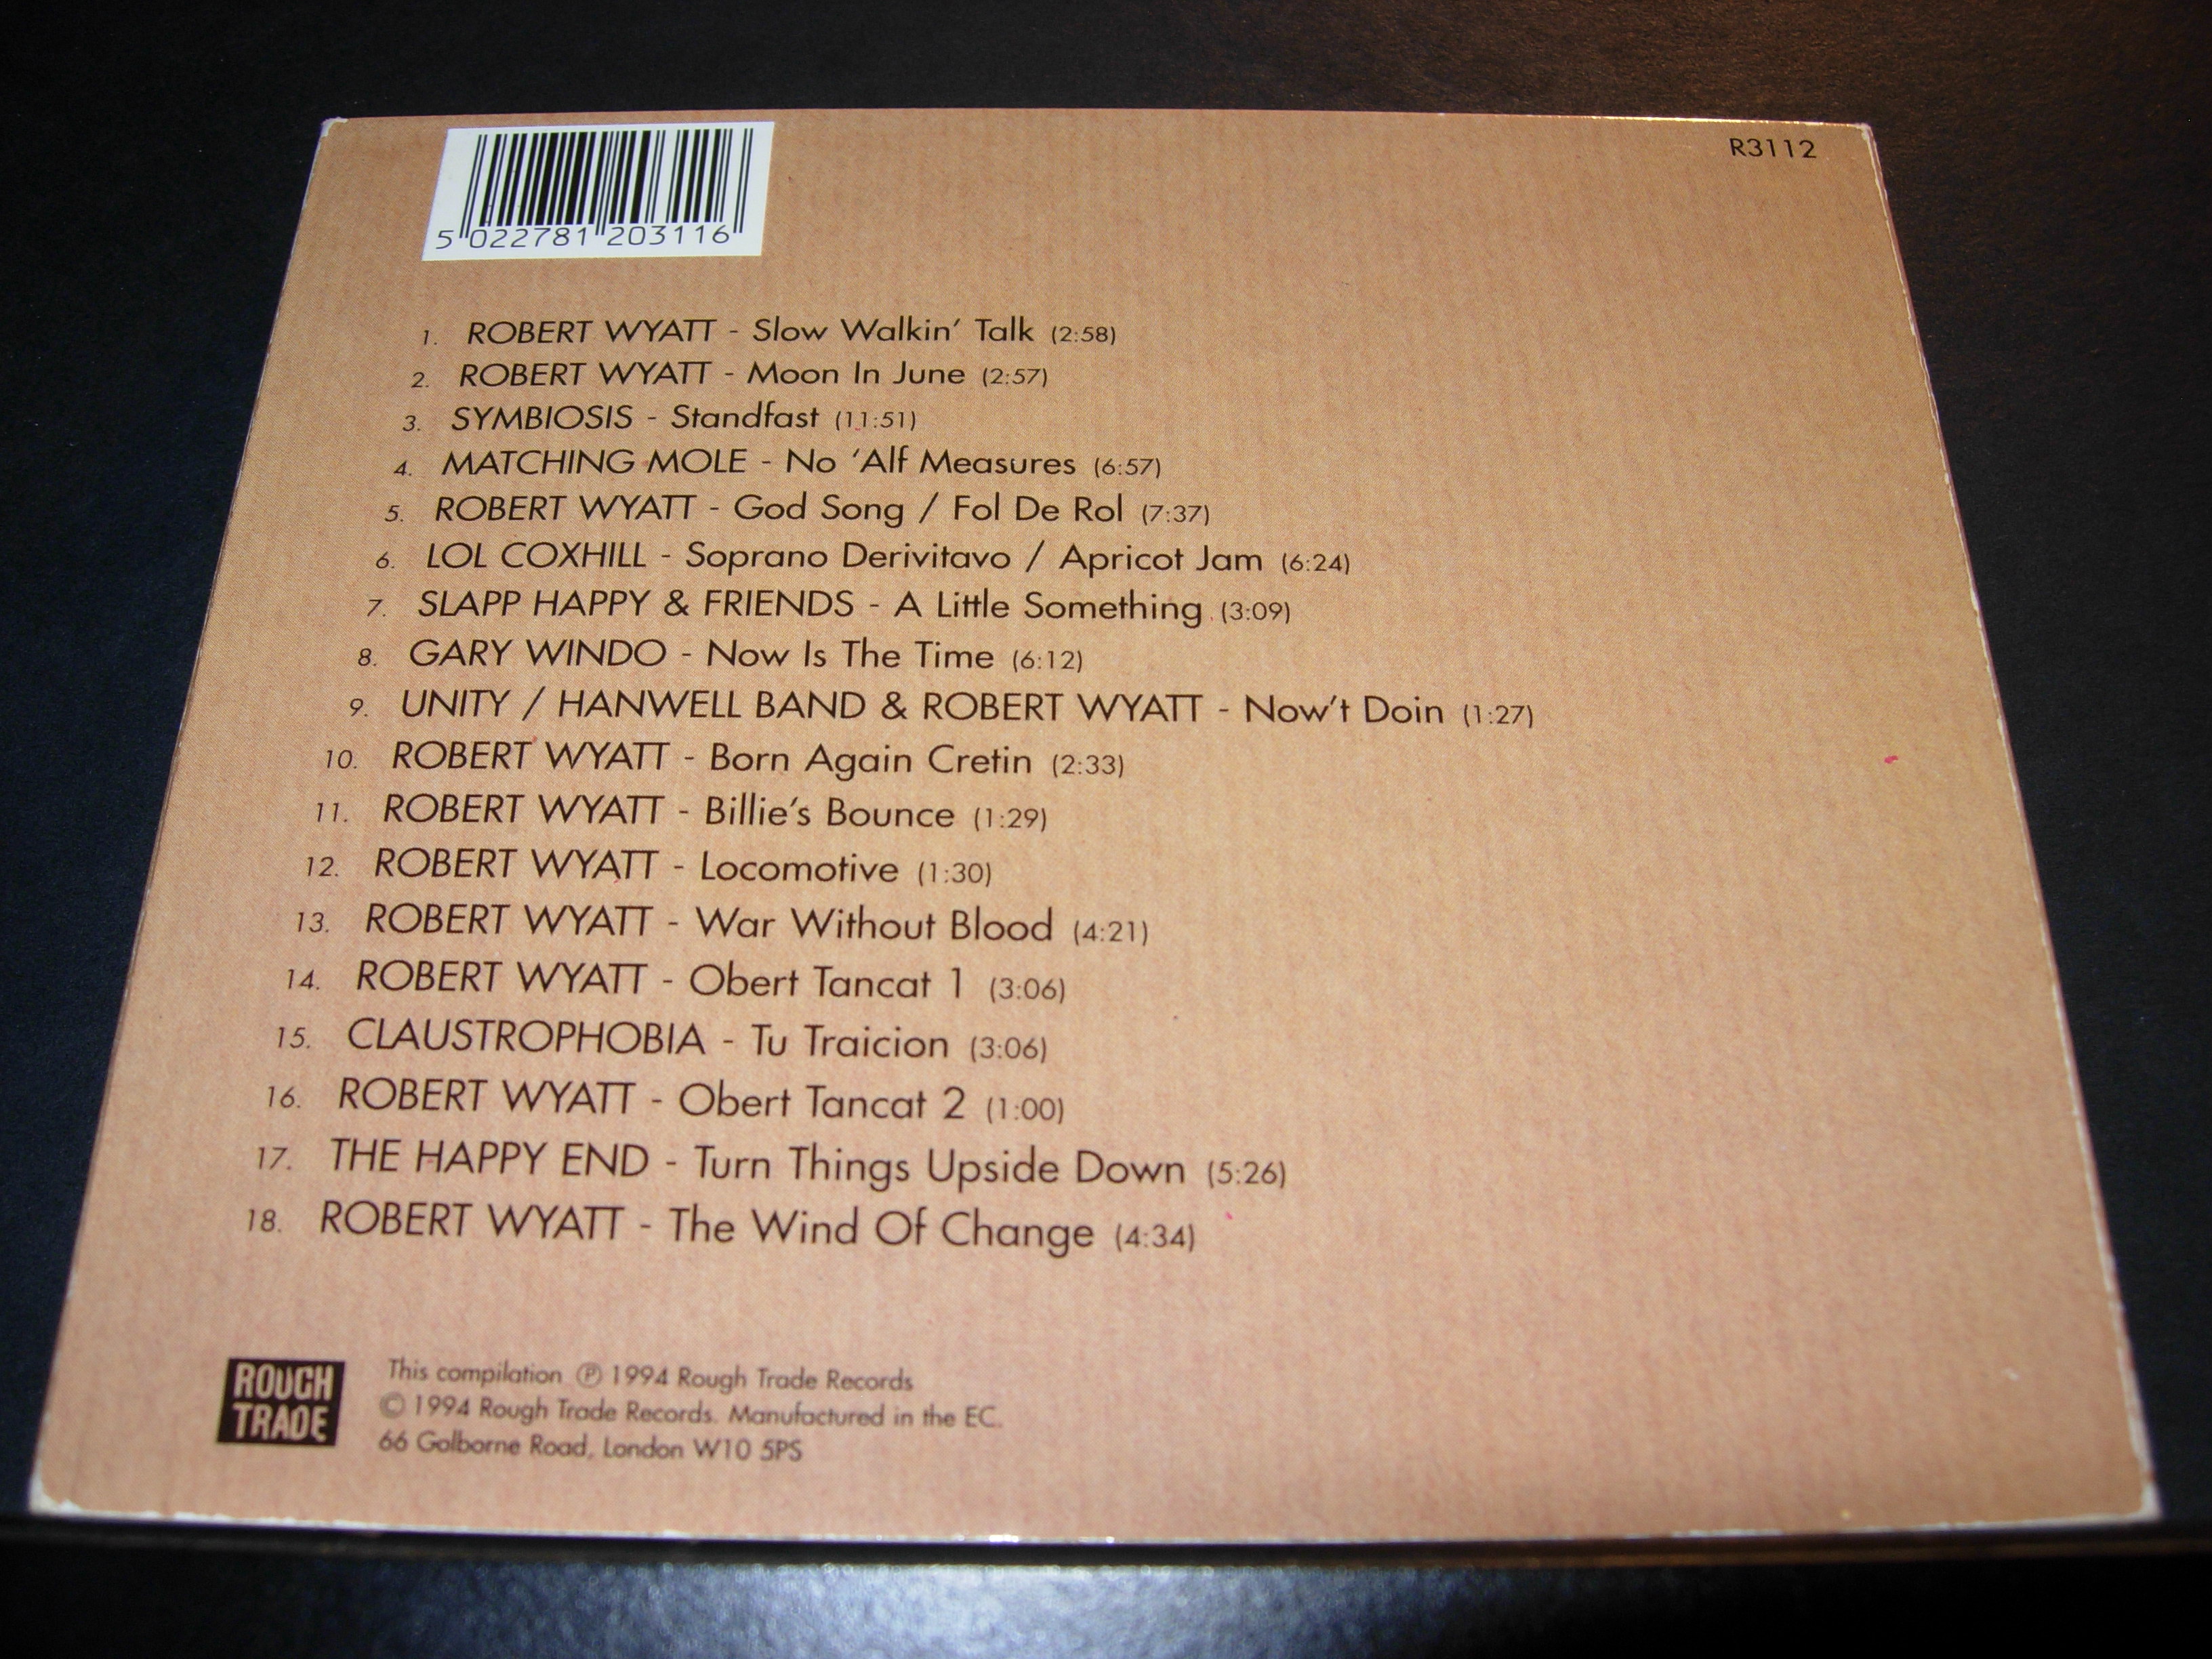 R3112
5 022781 203116
1. ROBERT WYATT - Slow Walkin' Talk (2:58)
2. ROBERT WYATT - Moon In June (2:57)
3. SYMBIOSIS - Standfast (11:51)
4. MATCHING MOLE - No 'Alf Measures (6:57)
5. ROBERT WYATT - God Song / Fol De Rol (7:37)
6. LOL COXHILL - Soprano Derivitavo / Apricot Jam (6:24)
7. SLAPP HAPPY & FRIENDS - A Little Something (3:09)
8. GARY WINDO - Now Is The Time (6:12)
9. UNITY / HANWELL BAND & ROBERT WYATT - Now't Doin (1:27)
10. ROBERT WYATT - Born Again Cretin (2:33)
11. ROBERT WYATT - Billie's Bounce (1:29)
12. ROBERT WYATT - Locomotive (1:30)
13. ROBERT WYATT - War Without Blood (4:21)
14. ROBERT WYATT - Obert Tancat 1 (3:06)
15. CLAUSTROPHOBIA - Tu Traicion (3:06)
16. ROBERT WYATT - Obert Tancat 2 (1:00)
17. THE HAPPY END - Turn Things Upside Down (5:26)
18. ROBERT WYATT - The Wind Of Change (4:34)
ROUGH
TRADE
This compilation ℗ 1994 Rough Trade Records
© 1994 Rough Trade Records. Manufactured in the EC.
66 Golborne Road, London W10 5PS